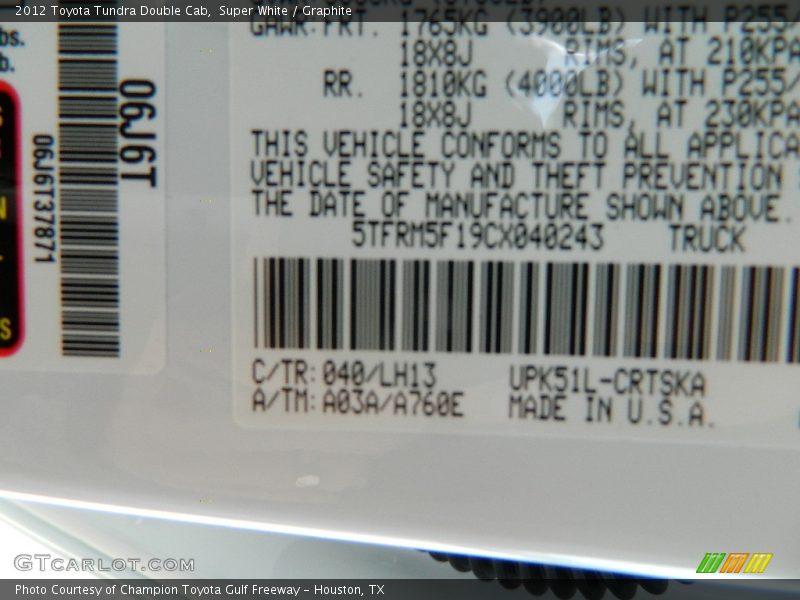 2012 Toyota Tundra Double Cab, Super White / Graphite
bs.
b.
06J6T
06J6T37871
N
S
GAWR: FRT. 1765KG (3900LB) WITH P255/
18X8J RIMS, AT 210KPA
RR. 1810KG (4000LB) WITH P255/
18X8J RIMS, AT 230KPA
THIS VEHICLE CONFORMS TO ALL APPLICA
VEHICLE SAFETY AND THEFT PREVENTION
THE DATE OF MANUFACTURE SHOWN ABOVE.
5TFRM5F19CX040243 TRUCK
C/TR: 040/LH13 UPK51L-CRTSKA
A/TM: A03A/A760E MADE IN U.S.A.
GTCARLOT.COM
Photo Courtesy of Champion Toyota Gulf Freeway - Houston, TX